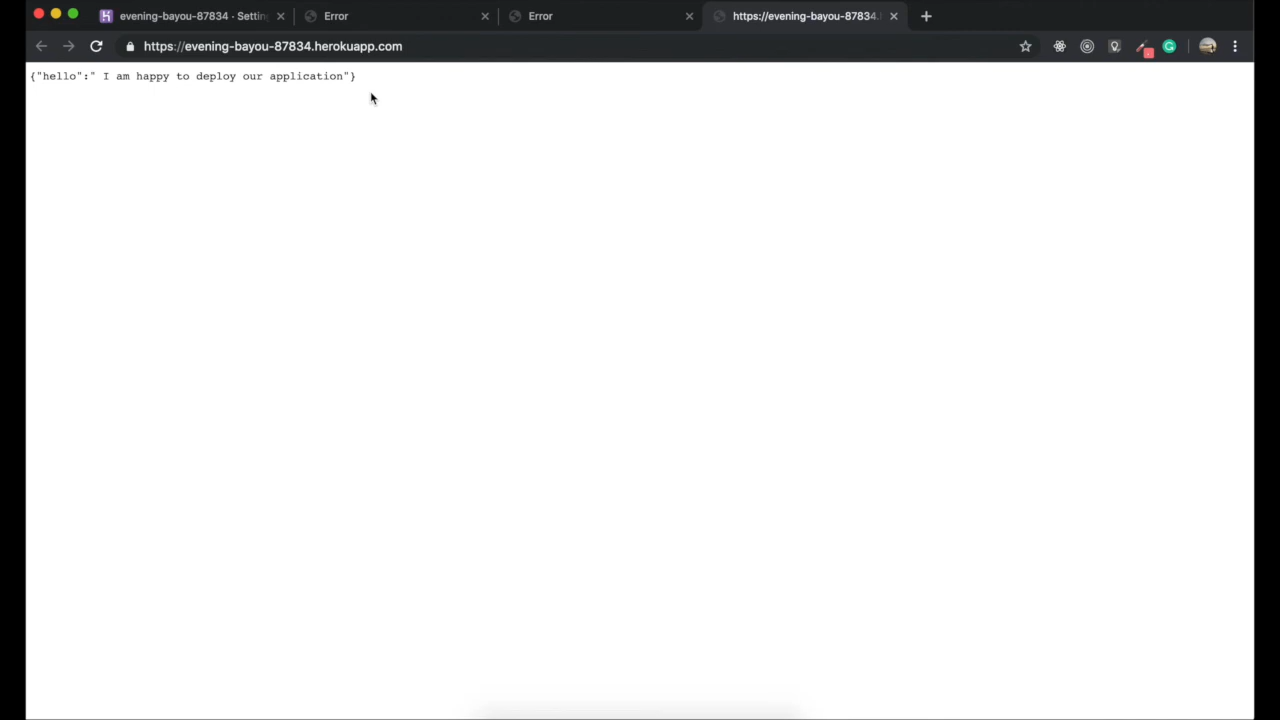 evening-bayou-87834 · Settin
Error
Error
https://evening-bayou-87834.
https://evening-bayou-87834.herokuapp.com
{"hello":" I am happy to deploy our application"}